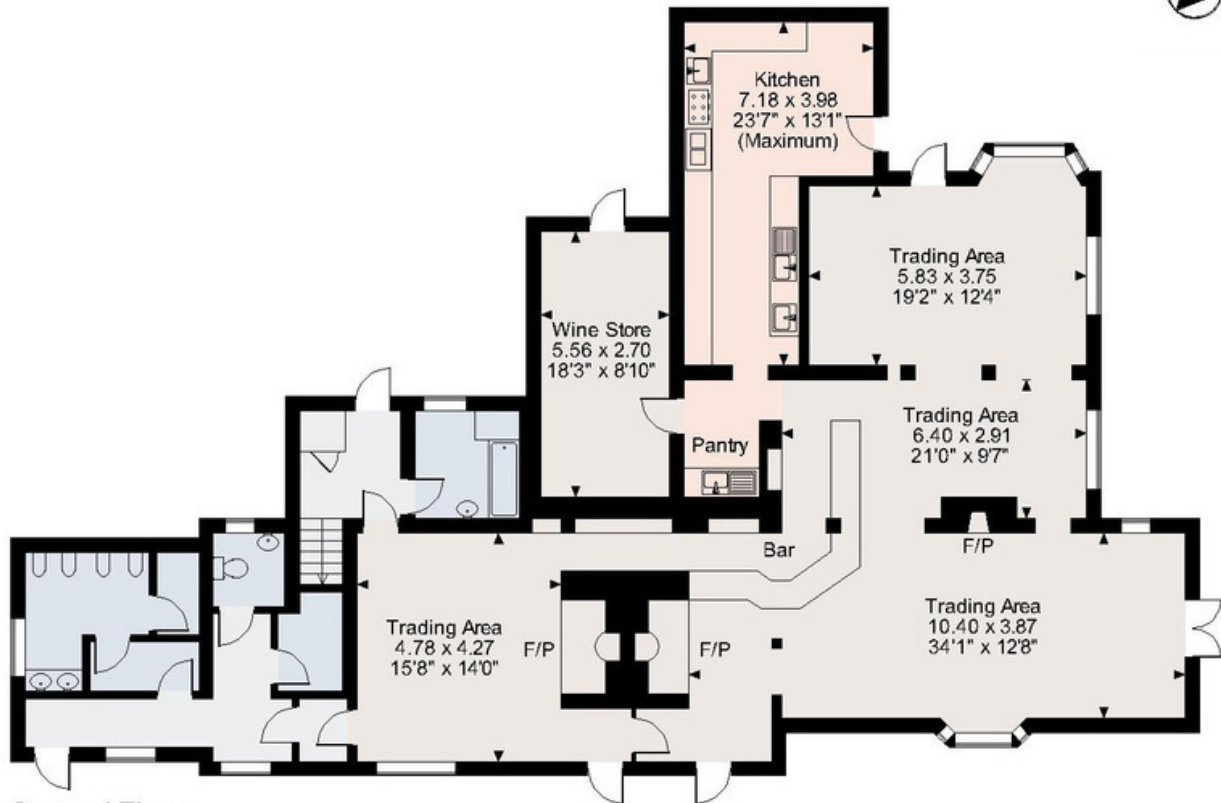 Kitchen
7.18 x 3.98
23'7" x 13'1"
(Maximum)
Trading Area
5.83 x 3.75
19'2" x 12'4"
Wine Store
5.56 x 2.70
18'3" x 8'10"
Trading Area
6.40 x 2.91
21'0" x 9'7"
Pantry
Bar
F/P
Trading Area
4.78 x 4.27
15'8" x 14'0"
F/P
F/P
Trading Area
10.40 x 3.87
34'1" x 12'8"